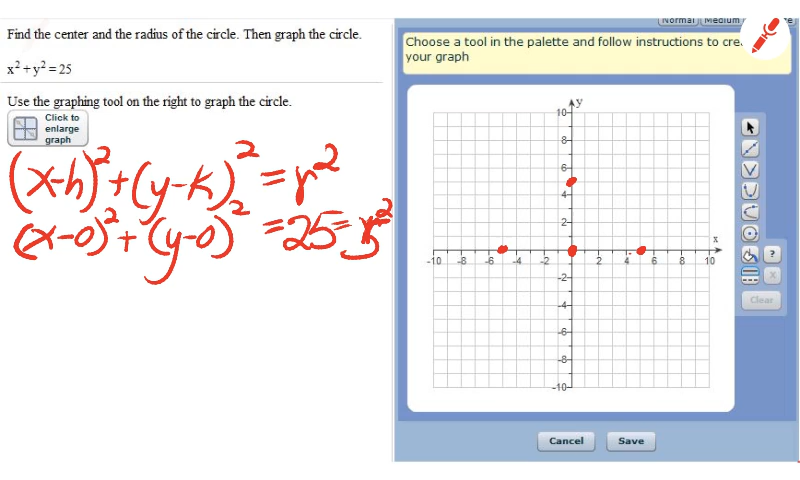 Find the center and the radius of the circle. Then graph the circle.
x² + y² = 25
Use the graphing tool on the right to graph the circle.
Click to
enlarge
graph
(x-h)² + (y-k)² = r²
(x-0)² + (y-0)² = 25 = 5²
Normal Medium
Choose a tool in the palette and follow instructions to cre
your graph
y
10
8
6
4
2
x
-10 -8 -6 -4 -2 2 4 6 8 10
-2
-4
-6
-8
-10
?
x
Clear
Cancel Save